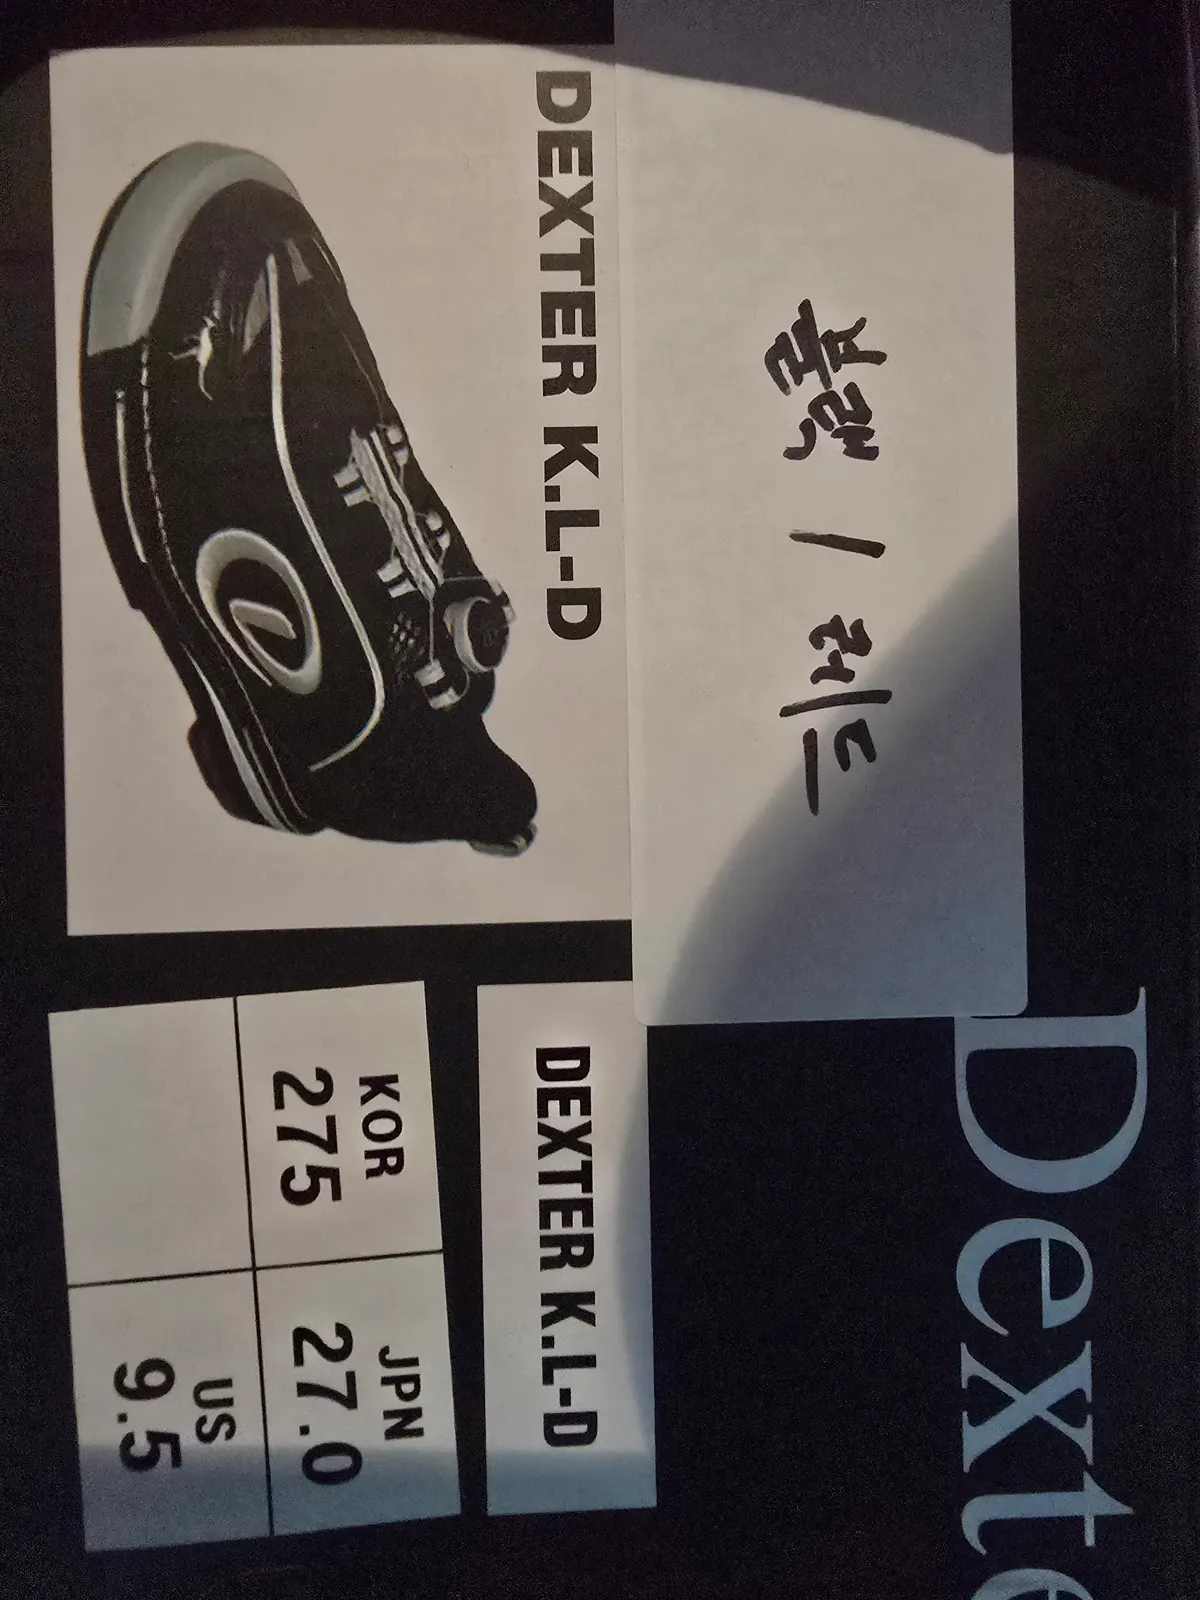 블랙 / 레드
DEXTER K.L-D
Dexte
DEXTER K.L-D
KOR
275
JPN
27.0
US
9.5